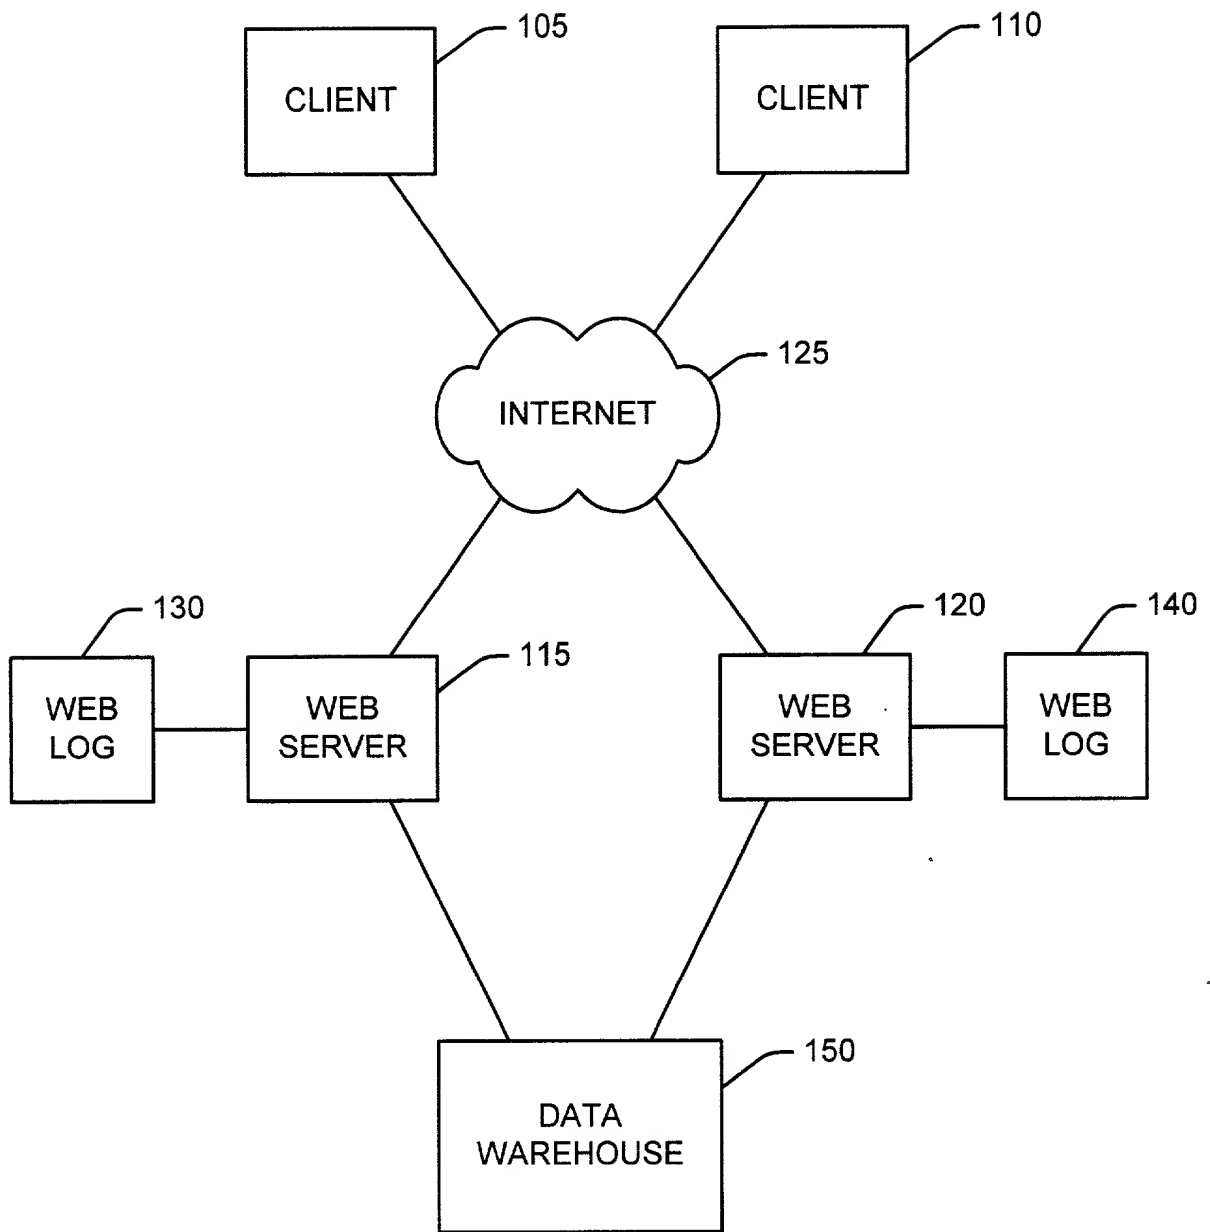 105
110
CLIENT
CLIENT
125
INTERNET
130
115
120
140
WEB
LOG
WEB
SERVER
WEB
SERVER
WEB
LOG
150
DATA
WAREHOUSE